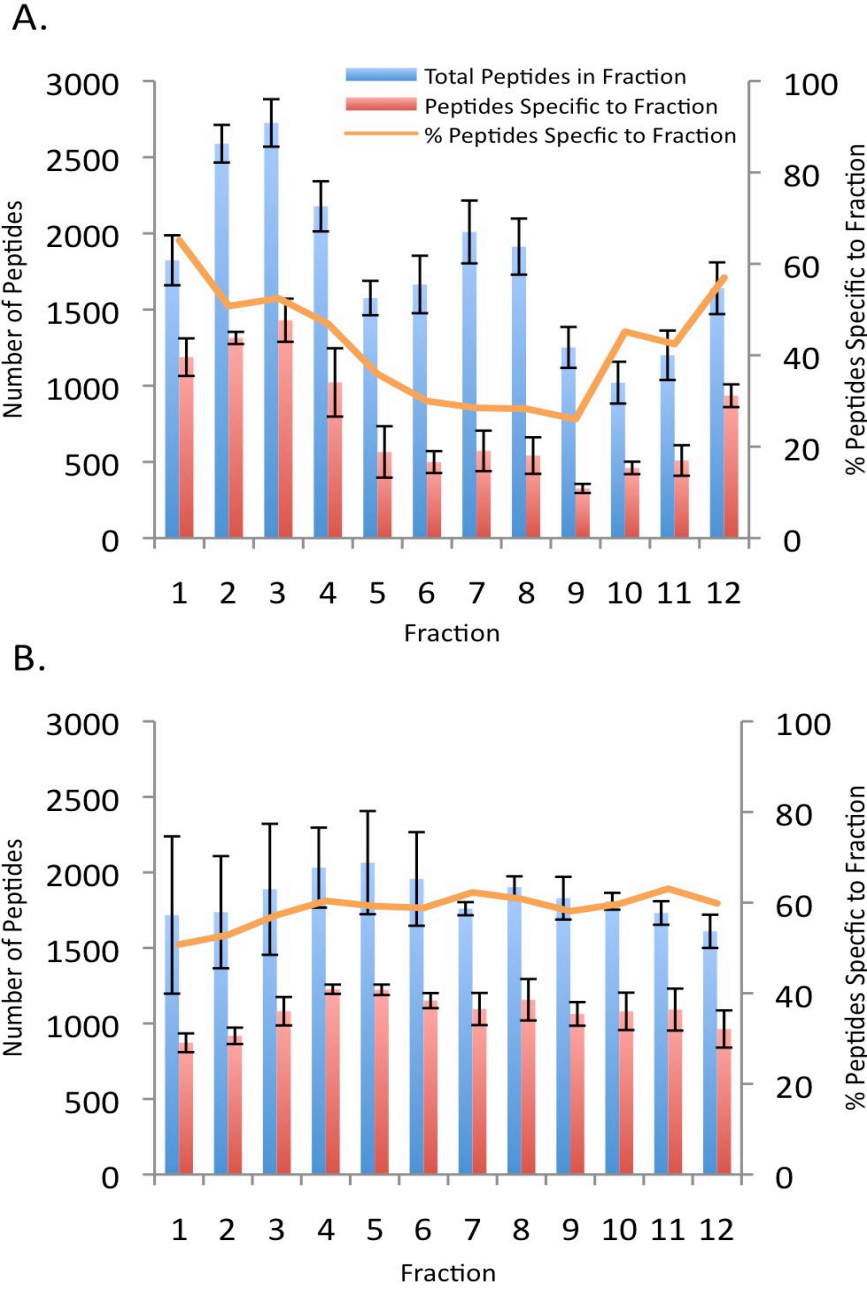 A.
Total Peptides in Fraction
Peptides Specific to Fraction
% Peptides Specfic to Fraction
3000
2500
2000
1500
1000
500
0
Number of Peptides
100
80
60
40
20
0
% Peptides Specific to Fraction
1 2 3 4 5 6 7 8 9 10 11 12
Fraction
B.
3000
2500
2000
1500
1000
500
0
Number of Peptides
100
80
60
40
20
0
% Peptides Specfic to Fraction
1 2 3 4 5 6 7 8 9 10 11 12
Fraction